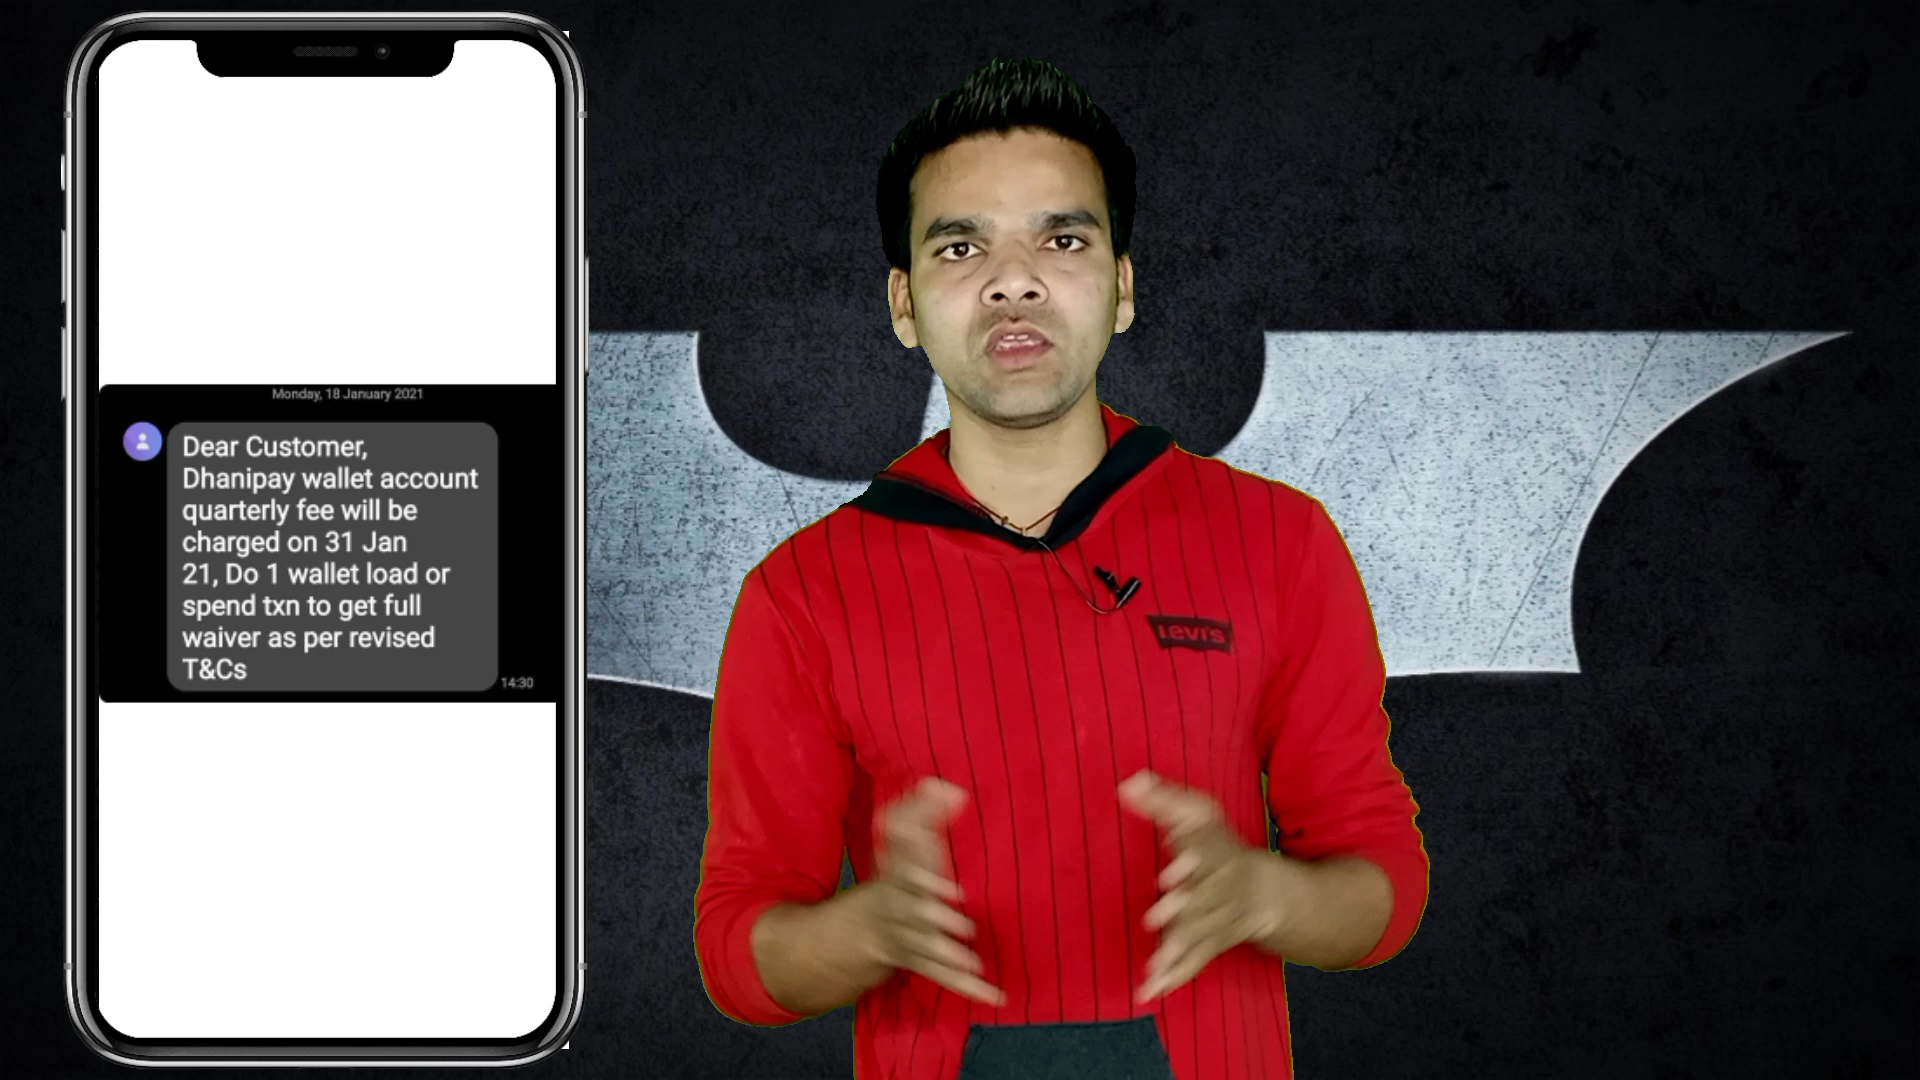 Monday, 18 January 2021
Dear Customer,
Dhanipay wallet account
quarterly fee will be
charged on 31 Jan
21, Do 1 wallet load or
spend txn to get full
waiver as per revised
T&Cs
14:30
Levi's